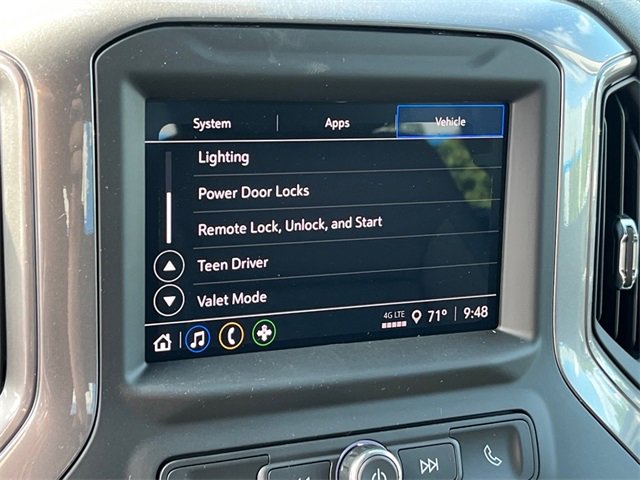 System Apps Vehicle
Lighting
Power Door Locks
Remote Lock, Unlock, and Start
Teen Driver
Valet Mode
4G LTE 71° 9:48